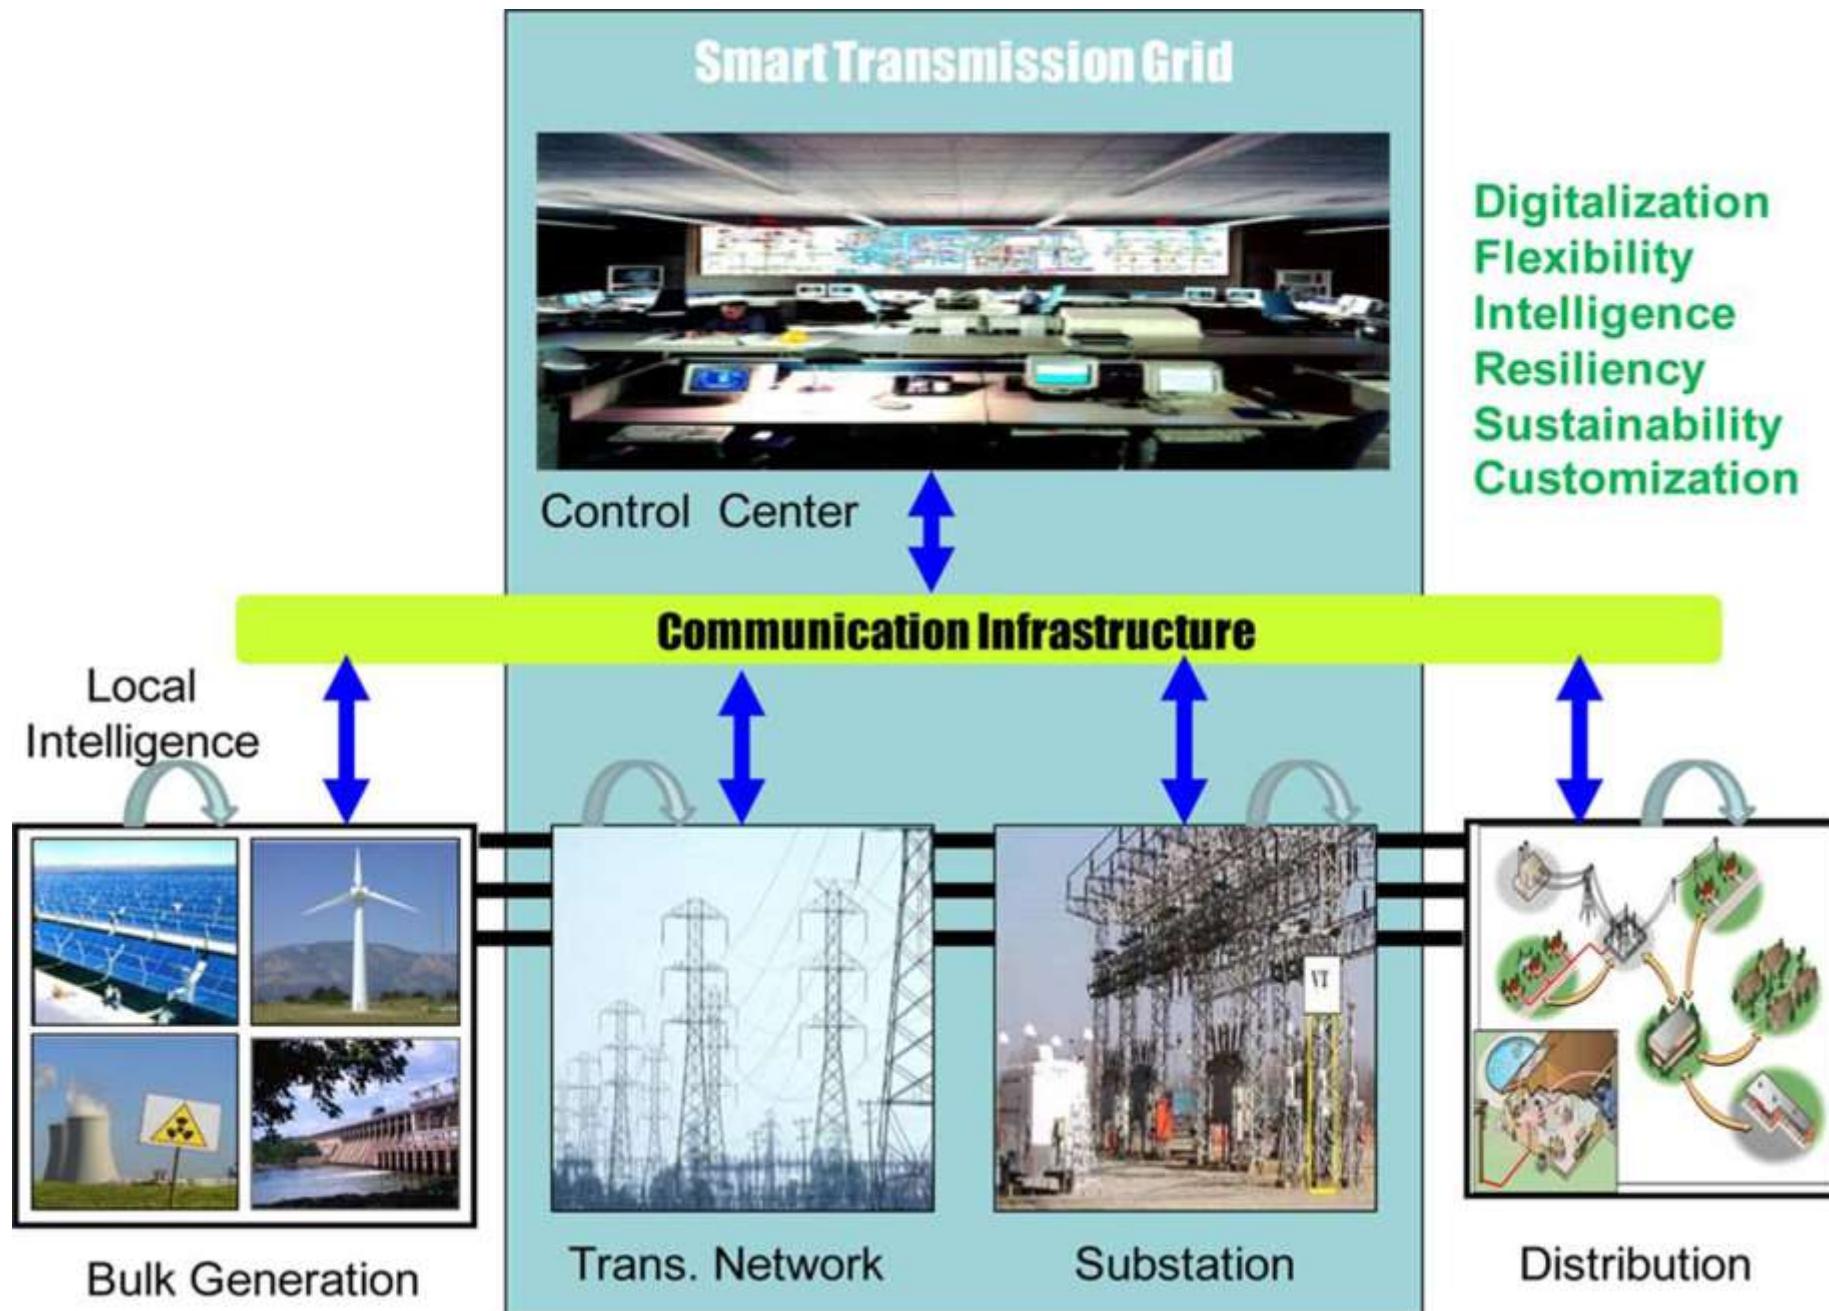 Smart Transmission Grid
Digitalization
Flexibility
Intelligence
Resiliency
Sustainability
Customization
Control Center
Communication Infrastructure
Local
Intelligence
VT
Bulk Generation
Trans. Network
Substation
Distribution